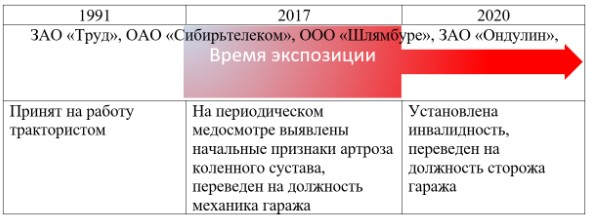 1991 2017 2020
ЗАО «Труд», ОАО «Сибирьтелеком», ООО «Шлямбуре», ЗАО «Ондулин»,
Время экспозиции
Принят на работу
трактористом
На периодическом
медосмотре выявлены
начальные признаки артроза
коленного сустава,
переведен на должность
механика гаража
Установлена
инвалидность,
переведен на
должность сторожа
гаража